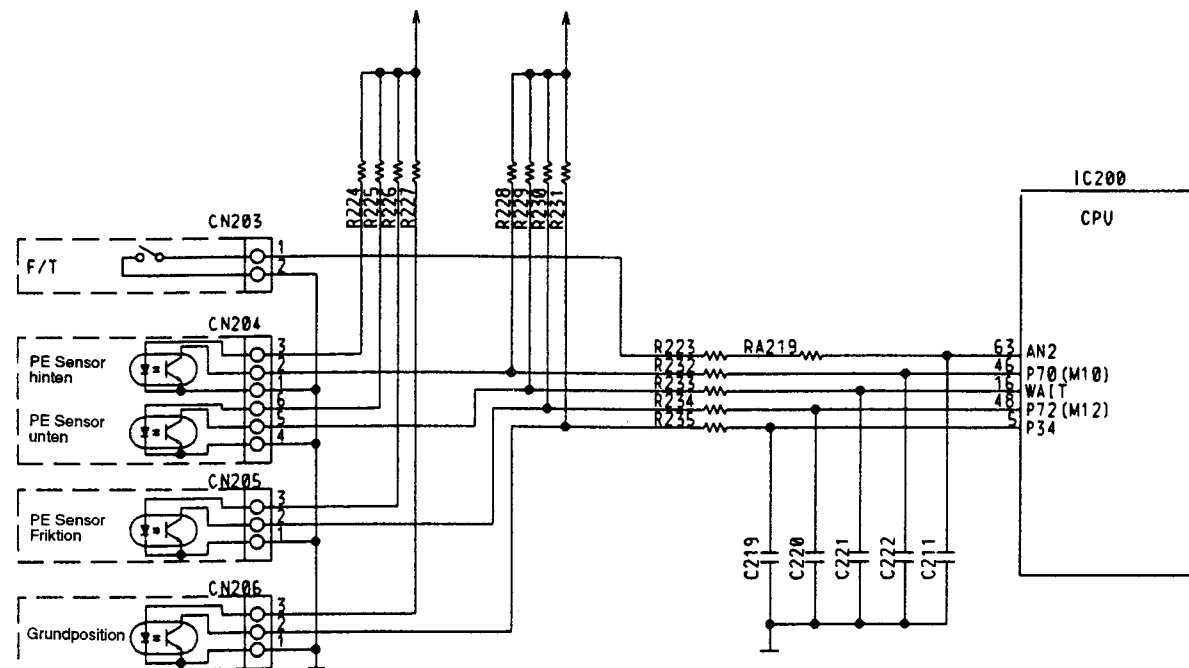 R224
R225
R226
R227
R228
R229
R230
R231
IC200
CPV
CN203
F/T
1
2
CN204
PE Sensor
hinten
3
2
1
PE Sensor
unten
6
5
4
CN205
PE Sensor
Friktion
3
2
1
CN206
Grundposition
3
2
1
R223
RA219
63
AN2
R232
46
P70(M10)
R233
16
WAIT
R234
48
P72(M12)
R235
5
P34
C219
C220
C221
C222
C211